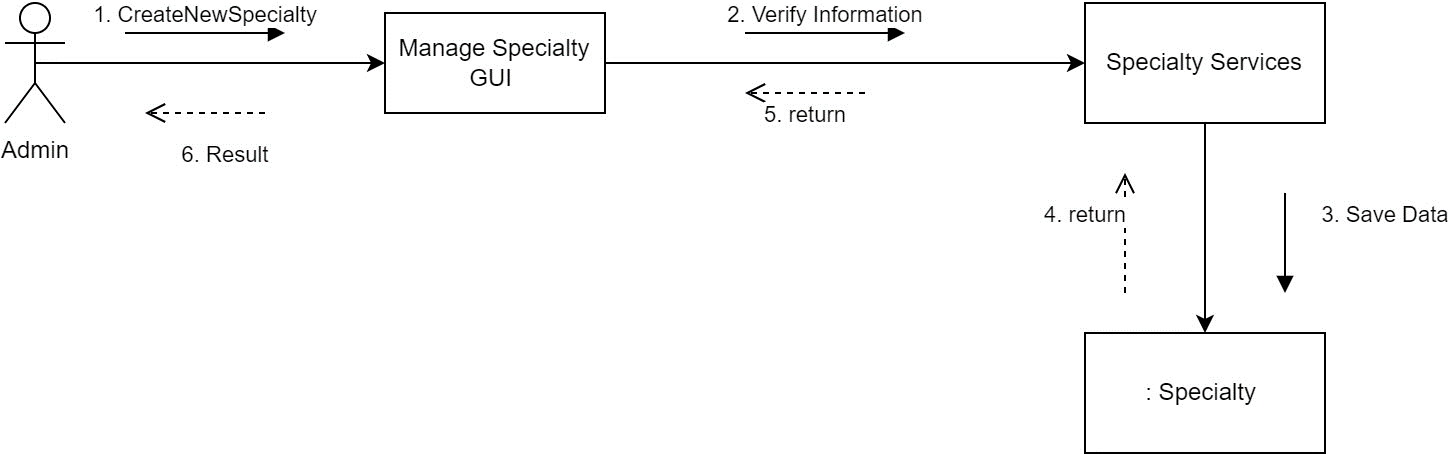 1. CreateNewSpecialty
2. Verify Information
Manage Specialty
GUI
Specialty Services
5. return
Admin
6. Result
4. return
3. Save Data
: Specialty